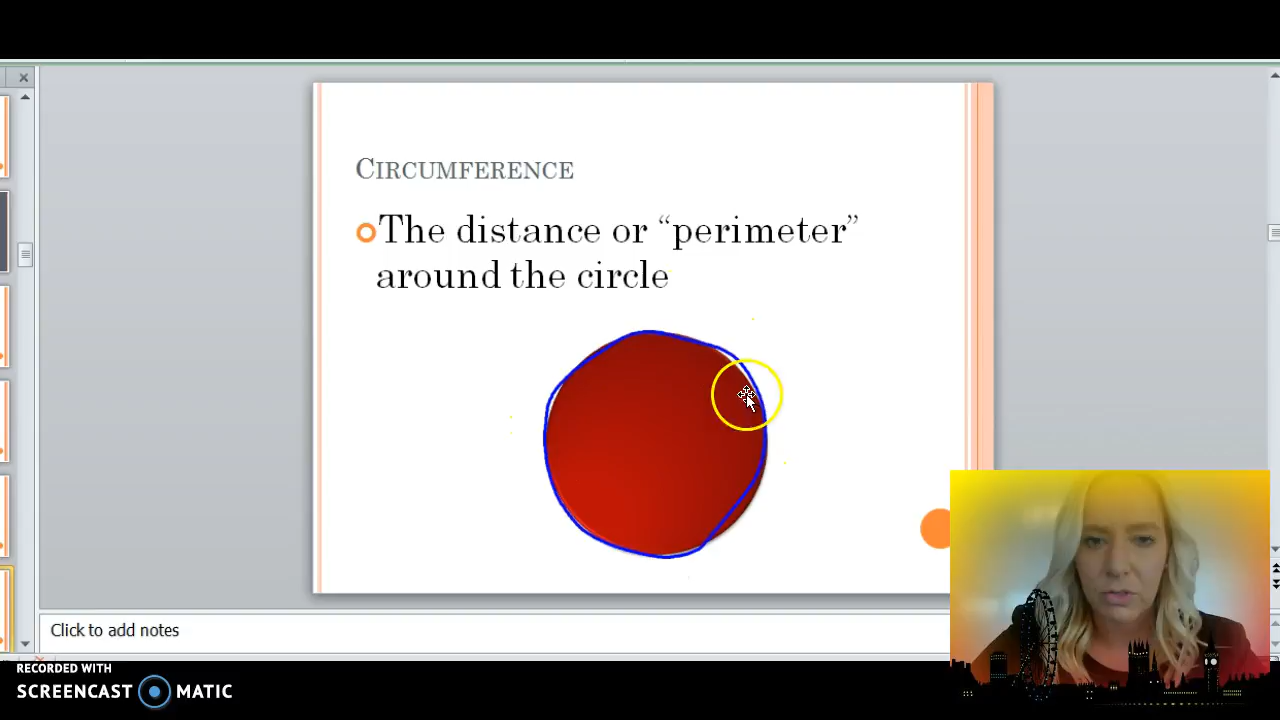 CIRCUMFERENCE
The distance or “perimeter”
around the circle
Click to add notes
RECORDED WITH
SCREENCAST MATIC